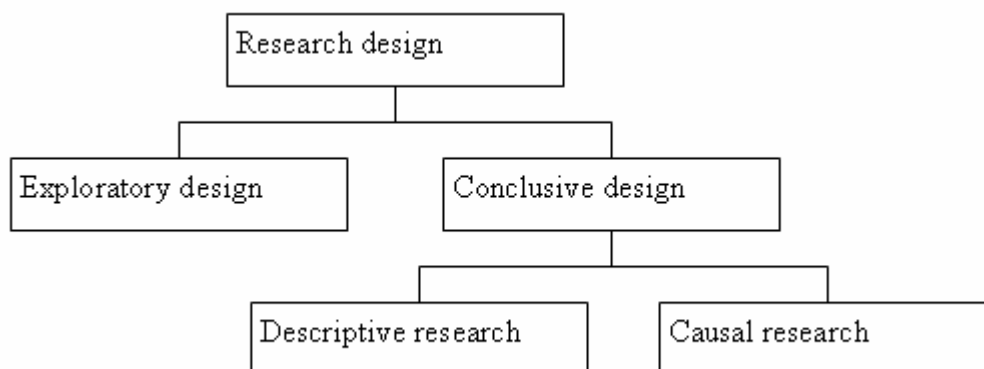 Research design
Exploratory design
Conclusive design
Descriptive research
Causal research